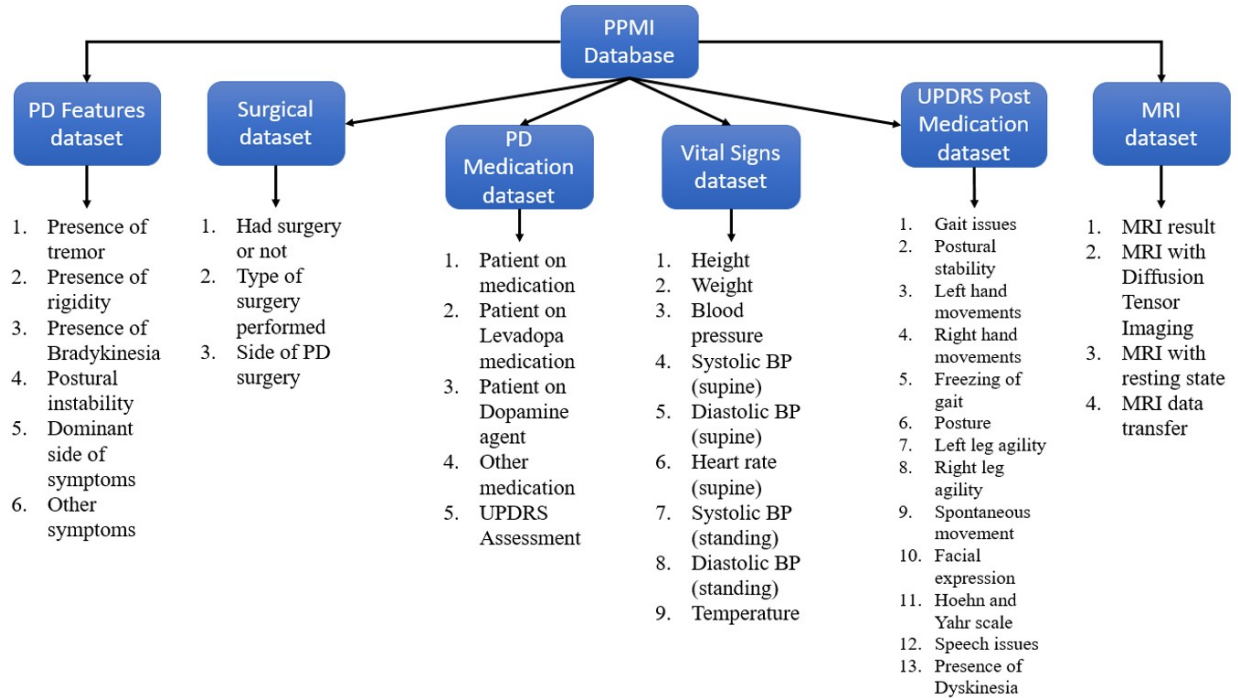 PPMI
Database
PD Features
dataset
1. Presence of
tremor
2. Presence of
rigidity
3. Presence of
Bradykinesia
4. Postural
instability
5. Dominant
side of
symptoms
6. Other
symptoms
Surgical
dataset
1. Had surgery
or not
2. Type of
surgery
performed
3. Side of PD
surgery
PD
Medication
dataset
1. Patient on
medication
2. Patient on
Levadopa
medication
3. Patient on
Dopamine
agent
4. Other
medication
5. UPDRS
Assessment
Vital Signs
dataset
1. Height
2. Weight
3. Blood
pressure
4. Systolic BP
(supine)
5. Diastolic BP
(supine)
6. Heart rate
(supine)
7. Systolic BP
(standing)
8. Diastolic BP
(standing)
9. Temperature
UPDRS Post
Medication
dataset
1. Gait issues
2. Postural
stability
3. Left hand
movements
4. Right hand
movements
5. Freezing of
gait
6. Posture
7. Left leg agility
8. Right leg
agility
9. Spontaneous
movement
10. Facial
expression
11. Hoehn and
Yahr scale
12. Speech issues
13. Presence of
Dyskinesia
MRI
dataset
1. MRI result
2. MRI with
Diffusion
Tensor
Imaging
3. MRI with
resting state
4. MRI data
transfer